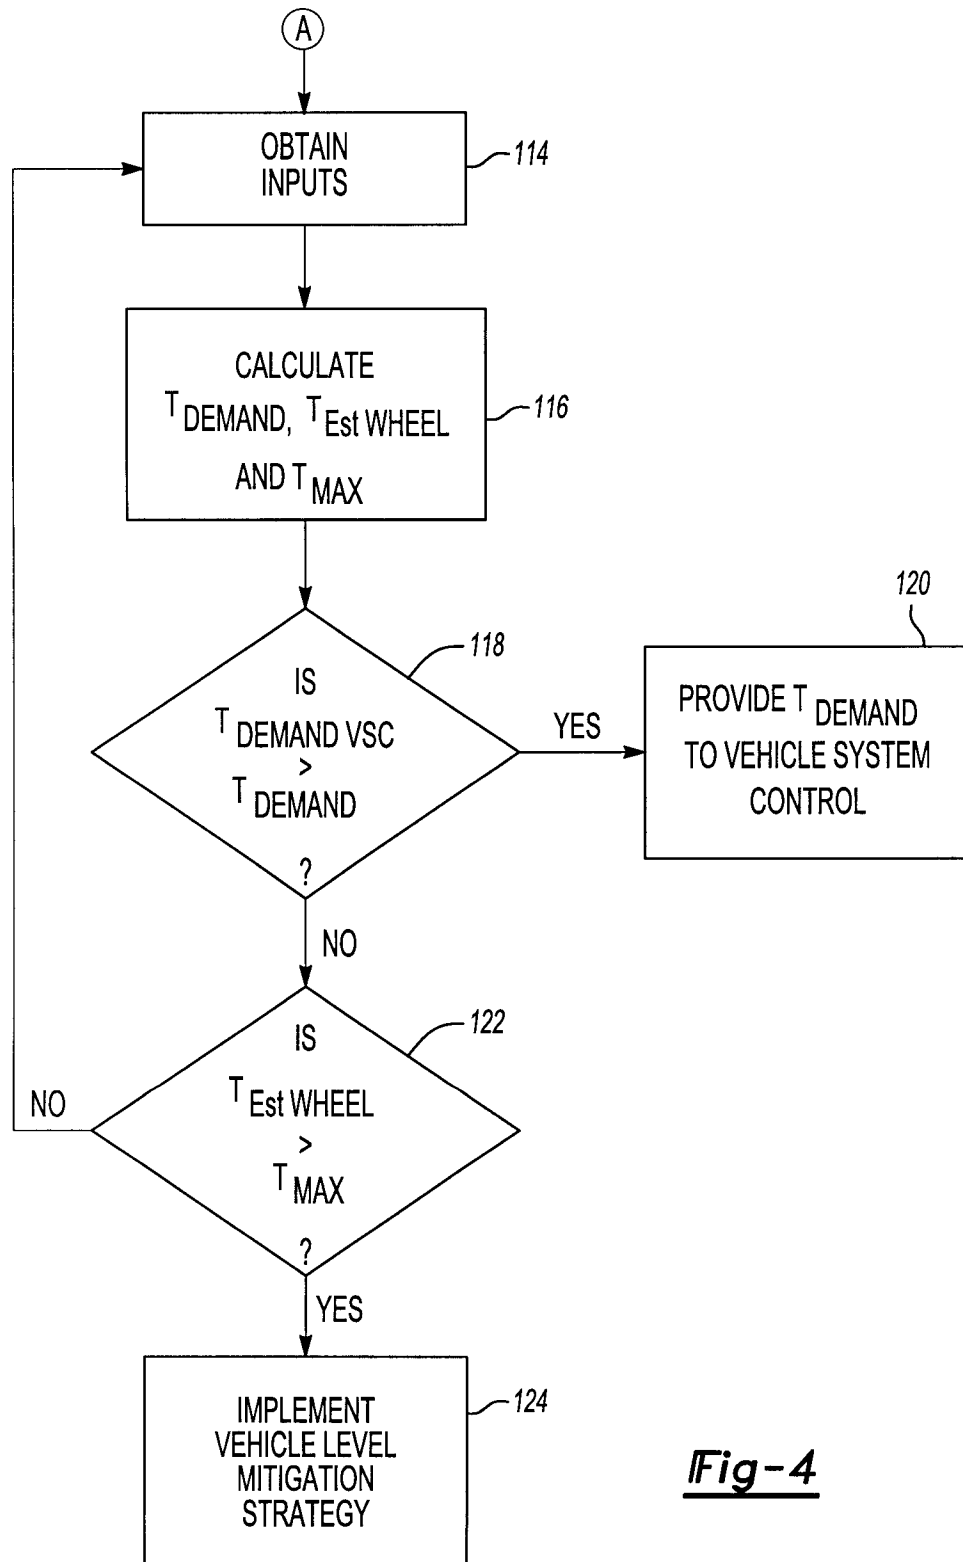 A
OBTAIN
INPUTS
114
CALCULATE
T DEMAND, T Est WHEEL
AND T MAX
116
IS
T DEMAND VSC
>
T DEMAND
?
118
YES
120
PROVIDE T DEMAND
TO VEHICLE SYSTEM
CONTROL
NO
IS
T Est WHEEL
>
T MAX
?
122
NO
YES
IMPLEMENT
VEHICLE LEVEL
MITIGATION
STRATEGY
124
Fig-4